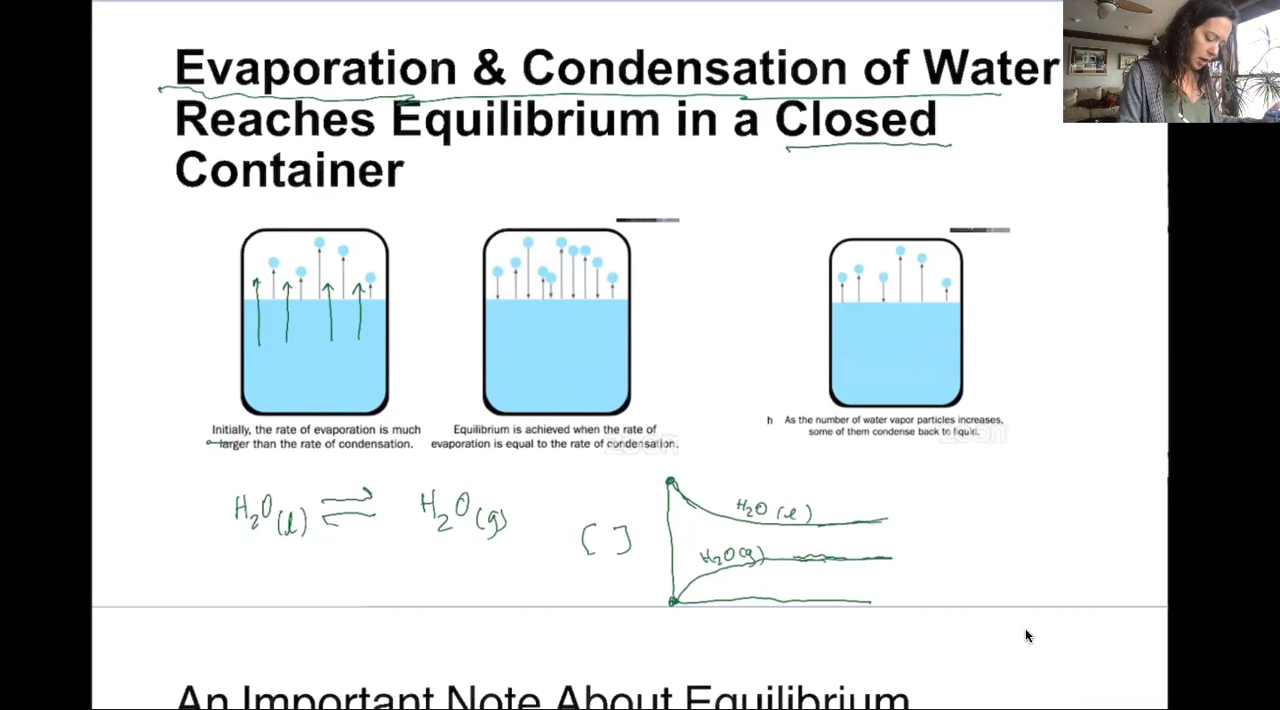 Evaporation & Condensation of Water
Reaches Equilibrium in a Closed
Container
Initially, the rate of evaporation is much
larger than the rate of condensation.
Equilibrium is achieved when the rate of
evaporation is equal to the rate of condensation.
zoom
h As the number of water vapor particles increases,
some of them condense back to liquid.
zoom
H₂O(l) ⇌ H₂O(g)
[ ]
H₂O(l)
H₂O(g)
An Important Note About Equilibrium